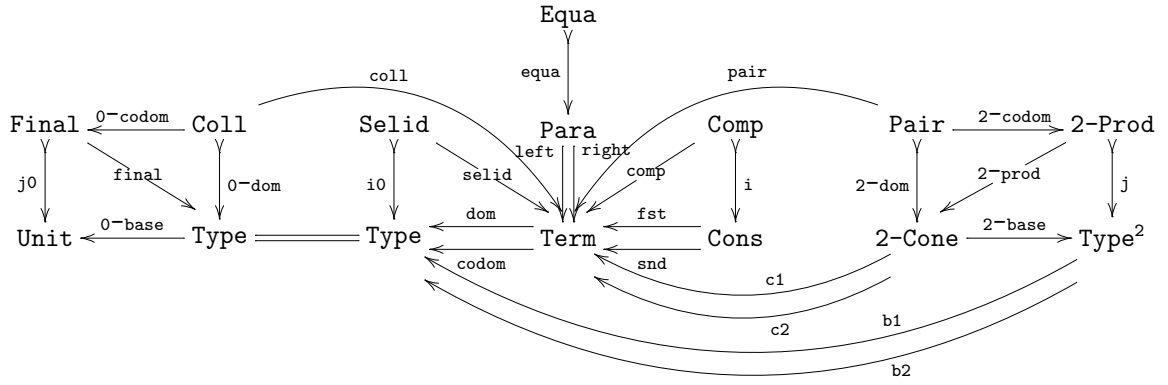 Equa
equa
coll
pair
Final 0-codom Coll Selid Para Comp Pair 2-codom 2-Prod
left right
j0 final 0-dom i0 selid comp i 2-dom 2-prod j
dom fst
Unit 0-base Type Type Term Cons 2-Cone 2-base Type²
codom snd
c1
c2 b1
b2